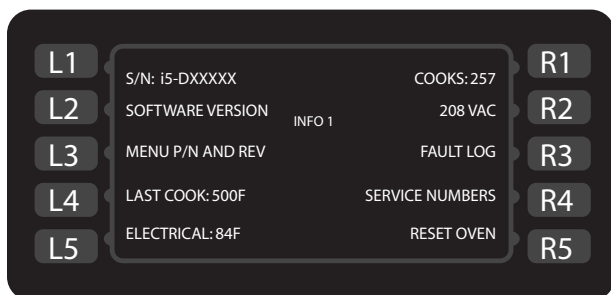 L1 S/N: i5-DXXXXX COOKS: 257 R1
L2 SOFTWARE VERSION INFO 1 208 VAC R2
L3 MENU P/N AND REV FAULT LOG R3
L4 LAST COOK: 500F SERVICE NUMBERS R4
L5 ELECTRICAL: 84F RESET OVEN R5